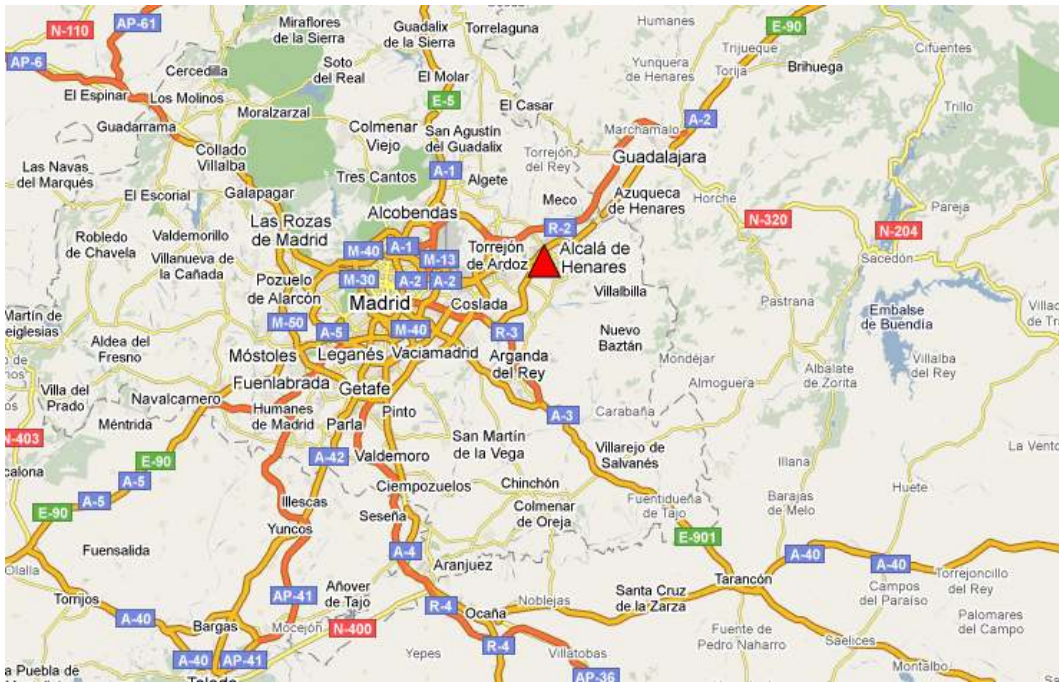 N-110
AP-61
Miraflores
de la Sierra
Guadalix
de la Sierra
Torrelaguna
Humanes
E-90
Cifuentes
AP-6
Cercedilla
Soto
del Real
El Molar
Yunquera
de Henares
Trijueque
Torija
Brihuega
El Espinar
Los Molinos
Moralzarzal
E-5
El Casar
Trillo
Guadarrama
Colmenar
Viejo
San Agustín
del Guadalix
Marchamalo
A-2
Collado
Villalba
Torrejón
del Rey
Guadalajara
Las Navas
del Marqués
A-1
Tres Cantos
Algete
El Escorial
Galapagar
Meco
Azuqueca
de Henares
Horche
Pareja
Las Rozas
de Madrid
Alcobendas
R-2
N-320
N-204
Robledo
de Chavela
Valdemorillo
M-40
A-1
M-13
Torrejón
de Ardoz
Alcalá de
Henares
Sacedón
Villanueva de
la Cañada
Pozuelo
de Alarcón
M-30
A-2
A-2
Villalbilla
Madrid
Coslada
Pastrana
Embalse
de Buendía
Martín de
eiglesias
M-50
A-5
M-40
R-3
Nuevo
Baztán
Aldea del
Fresno
Móstoles
Leganés
Vaciamadrid
Arganda
del Rey
Mondéjar
Albalate
de Zorita
Villalba
del Rey
Villa del
Prado
Fuenlabrada
Getafe
Almoguera
Navalcarnero
Humanes
de Madrid
Pinto
A-3
Carabaña
Méntrida
Parla
N-403
San Martín
de la Vega
Villarejo de
Salvanés
La Vento
E-90
A-42
Valdemoro
Illana
A-5
A-5
Ciempozuelos
Chinchón
Huete
E-90
Illescas
Seseña
Colmenar
de Oreja
Fuentidueña
de Tajo
Barajas
de Melo
Yuncos
Fuensalida
A-4
E-901
A-40
A-40
Olalla
Aranjuez
Tarancón
Torrejoncillo
del Rey
Torrijos
AP-41
Añover
de Tajo
R-4
Noblejas
Santa Cruz
de la Zarza
Campos
del Paraíso
A-40
Bargas
Mocejón
N-400
Ocaña
Palomares
del Campo
Fuente de
Pedro Naharro
Saelices
A-40
AP-41
Yepes
R-4
Villatobas
Montalbo
a Puebla de
AP-36
Toledo